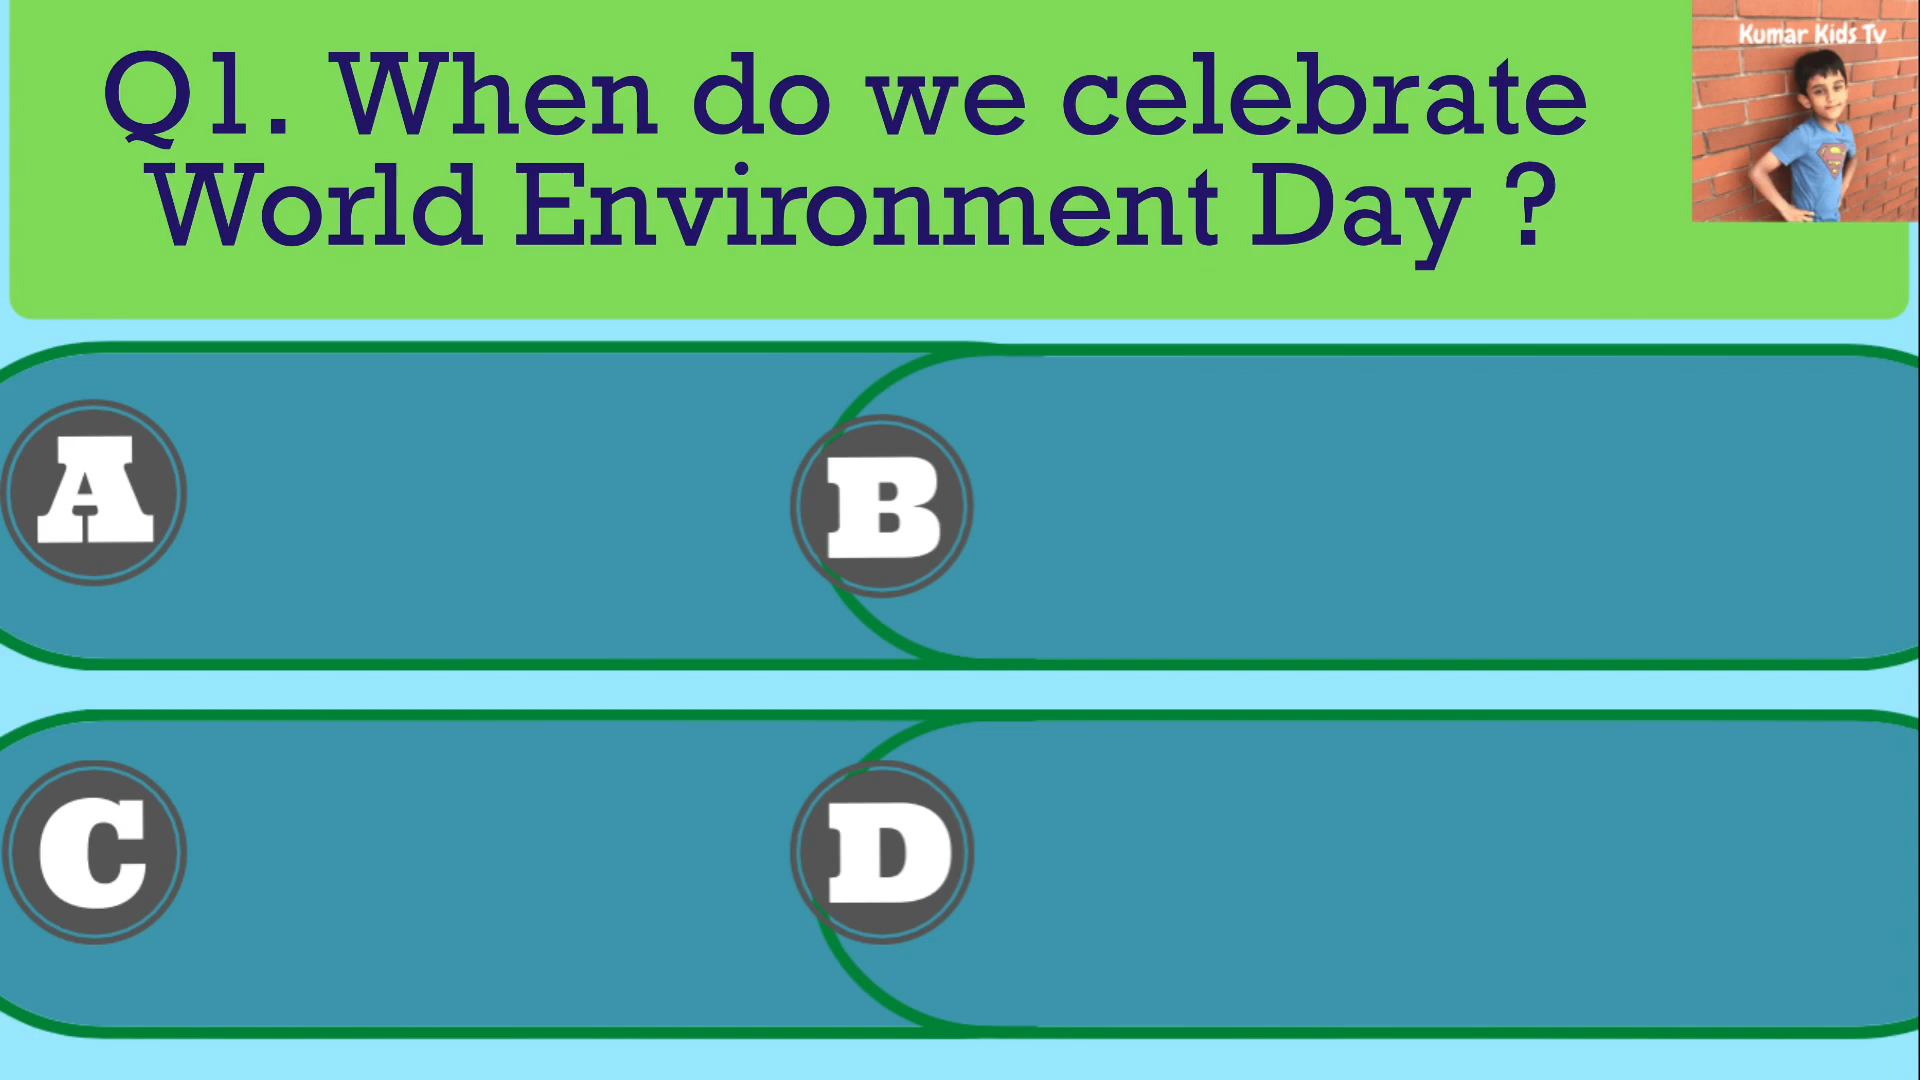 Q1. When do we celebrate
World Environment Day ?
Kumar Kids Tv
A
B
C
D